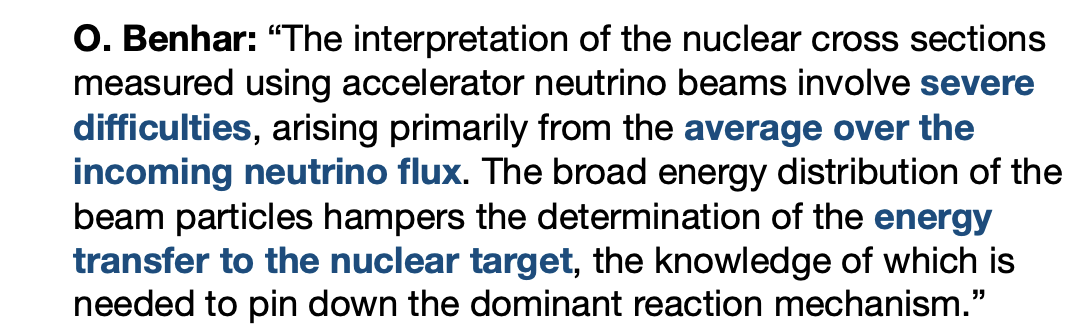 O. Benhar: “The interpretation of the nuclear cross sections
measured using accelerator neutrino beams involve severe
difficulties, arising primarily from the average over the
incoming neutrino flux. The broad energy distribution of the
beam particles hampers the determination of the energy
transfer to the nuclear target, the knowledge of which is
needed to pin down the dominant reaction mechanism.”